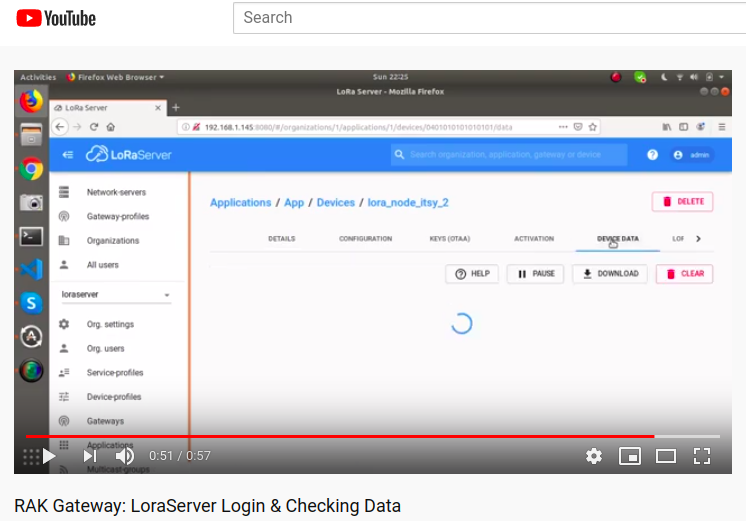 YouTube
Search
Activities
Firefox Web Browser
Sun 22:25
LoRa Server - Mozilla Firefox
LoRa Server
192.168.1.145:8080/#/organizations/1/applications/1/devices/0401010101010101/data
LoRaServer
Search organization, application, gateway or device
admin
Network-servers
Gateway-profiles
Organizations
All users
loraserver
Org. settings
Org. users
Service-profiles
Device-profiles
Gateways
Applications
Multicast-groups
Applications / App / Devices / lora_node_itsy_2
DELETE
DETAILS
CONFIGURATION
KEYS (OTAA)
ACTIVATION
DEVICE DATA
LOR
HELP
PAUSE
DOWNLOAD
CLEAR
0:51 / 0:57
RAK Gateway: LoraServer Login & Checking Data